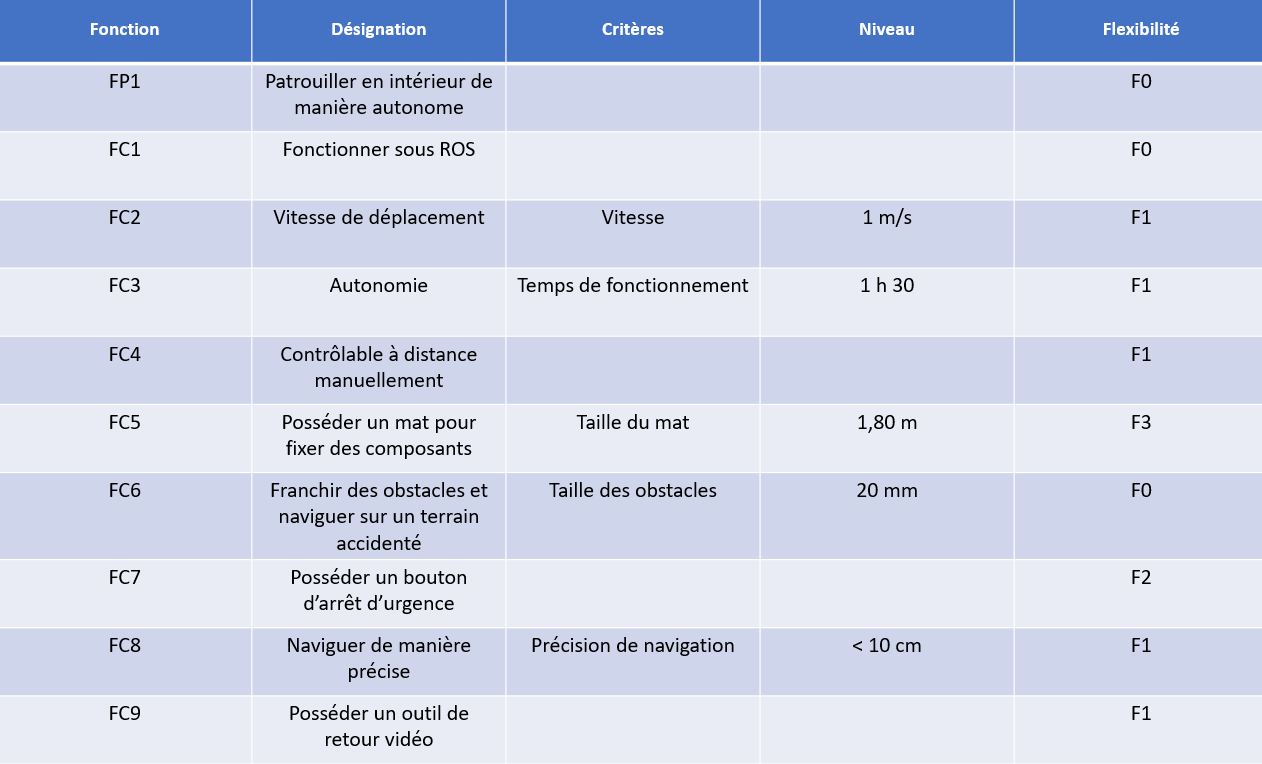 Fonction Désignation Critères Niveau Flexibilité
FP1 Patrouiller en intérieur de F0
manière autonome
FC1 Fonctionner sous ROS F0
FC2 Vitesse de déplacement Vitesse 1 m/s F1
FC3 Autonomie Temps de fonctionnement 1 h 30 F1
FC4 Contrôlable à distance F1
manuellement
FC5 Posséder un mat pour Taille du mat 1,80 m F3
fixer des composants
FC6 Franchir des obstacles et Taille des obstacles 20 mm F0
naviguer sur un terrain
accidenté
FC7 Posséder un bouton F2
d’arrêt d’urgence
FC8 Naviguer de manière Précision de navigation < 10 cm F1
précise
FC9 Posséder un outil de F1
retour vidéo